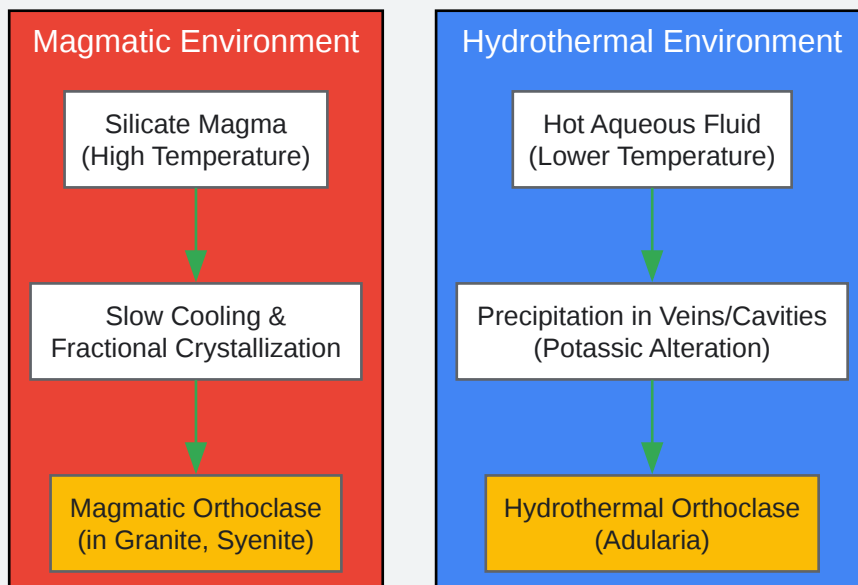 Magmatic Environment
Silicate Magma
(High Temperature)
Slow Cooling &
Fractional Crystallization
Magmatic Orthoclase
(in Granite, Syenite)
Hydrothermal Environment
Hot Aqueous Fluid
(Lower Temperature)
Precipitation in Veins/Cavities
(Potassic Alteration)
Hydrothermal Orthoclase
(Adularia)